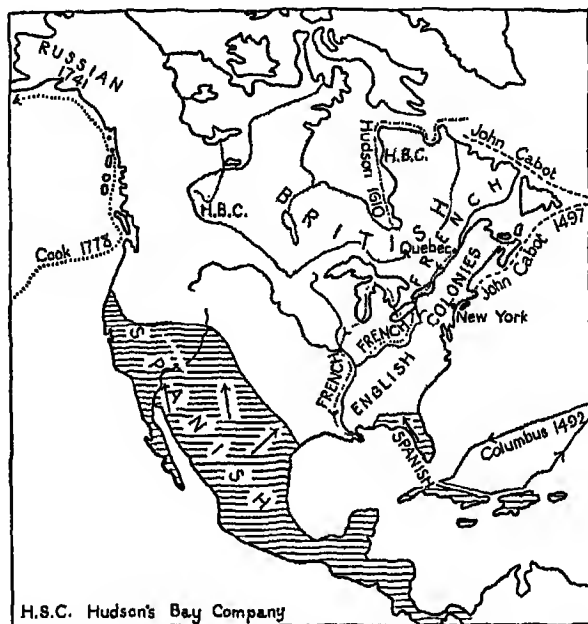 RUSSIAN
1741
Cook 1778
H.B.C.
Hudson 1610
H.B.C.
John Cabot
BRITISH
Quebec
FRENCH
John Cabot 1497
COLONIES
New York
FRENCH
FRENCH
ENGLISH
SPANISH
SPANISH
Columbus 1492
H.S.C. Hudson's Bay Company